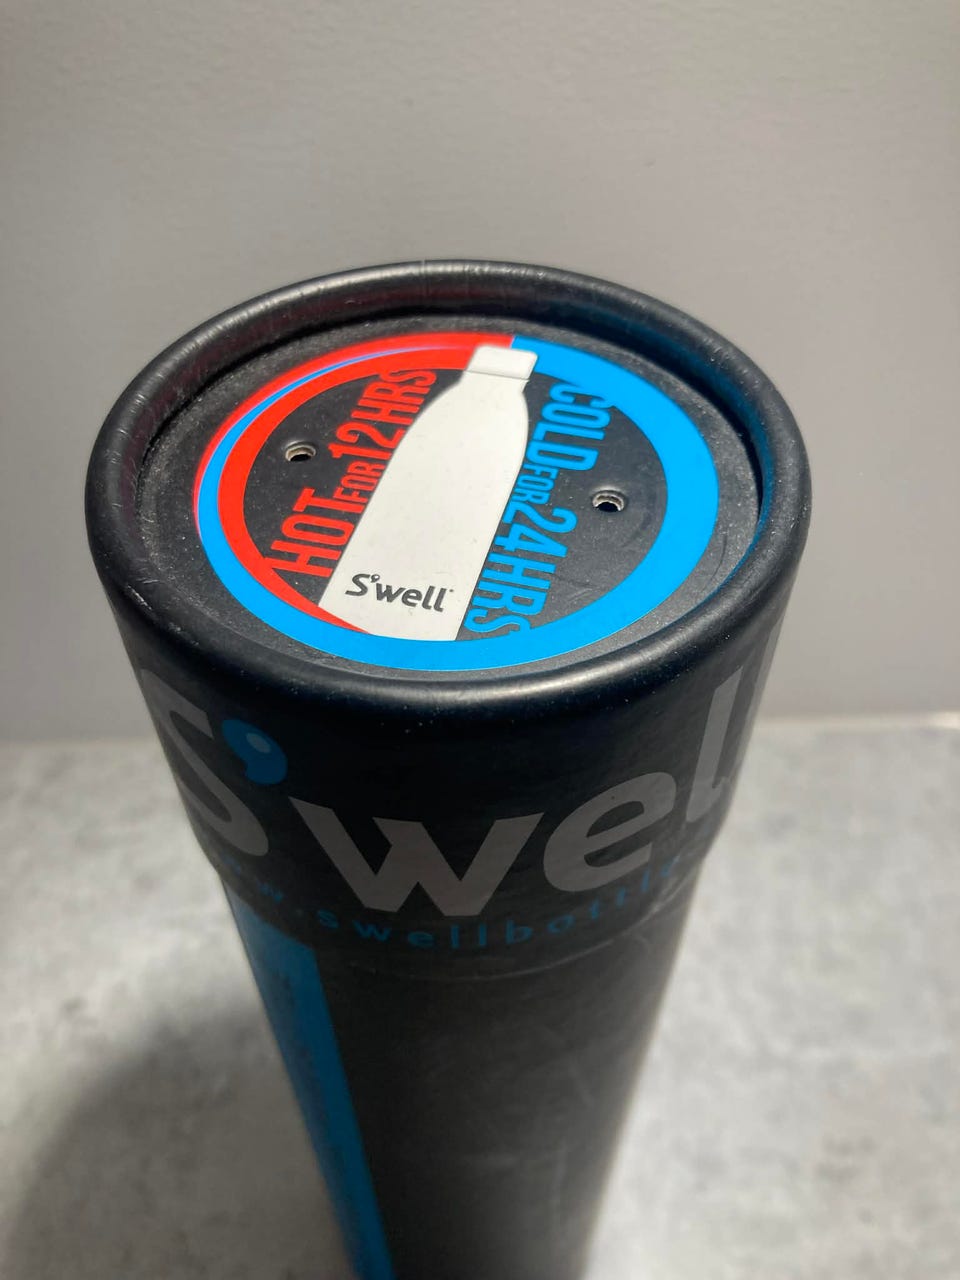 HOT FOR 12 HRS
COLD FOR 24 HRS
S'well
S'well
w.swellbottle